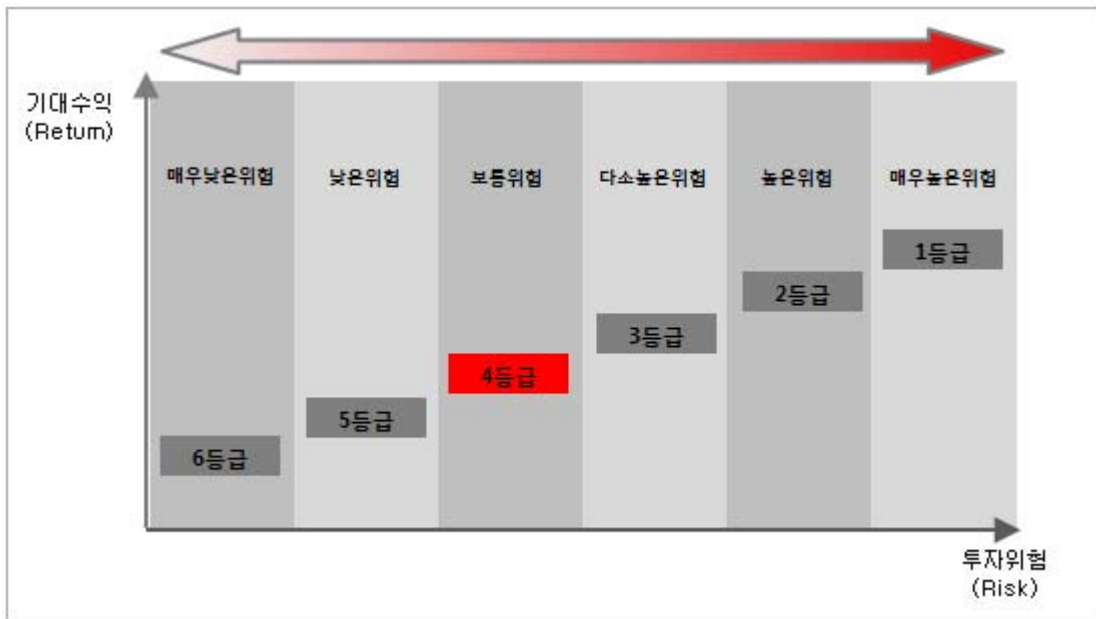 기대수익
(Retum)
매우낮은위험
낮은위험
보통위험
다소높은위험
높은위험
매우높은위험
1등급
2등급
3등급
4등급
5등급
6등급
투자위험
(Risk)